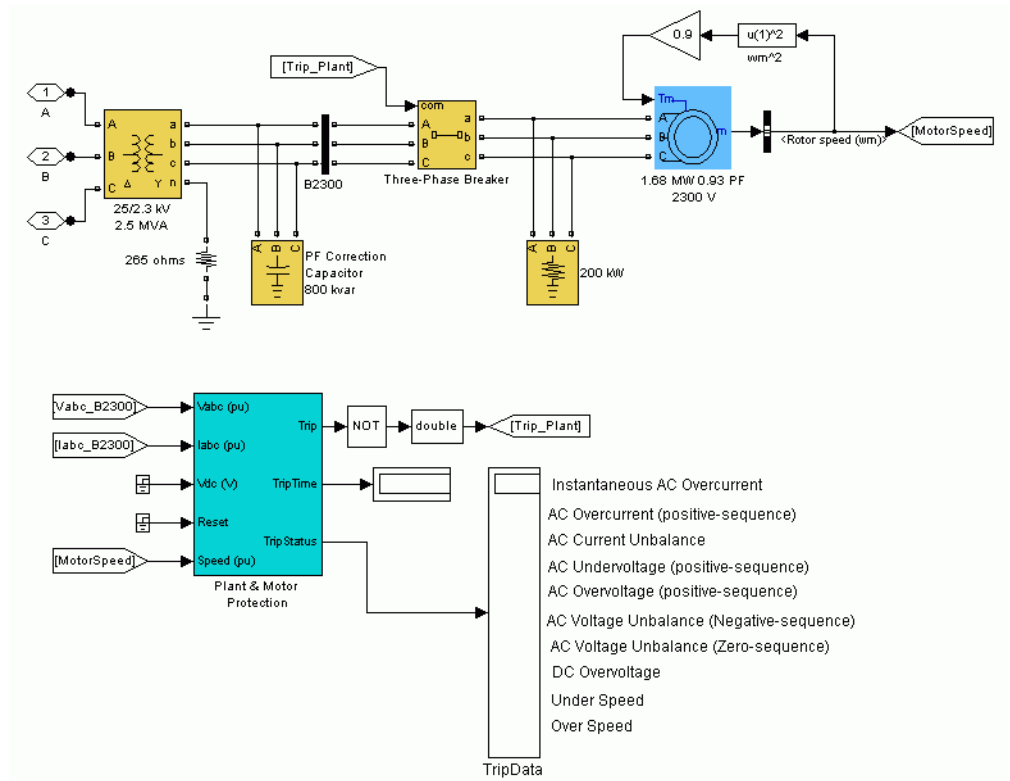 0.9
u(1)^2
wm^2
[Trip_Plant]
1
A
2
B
3
C
A
B
C
a
b
c
n
Δ
Y
25/2.3 kV
2.5 MVA
265 ohms
B2300
com
A
B
C
a
b
c
Three-Phase Breaker
Tm
A
B
C
m
1.68 MW 0.93 PF
2300 V
<Rotor speed (wm)>
[MotorSpeed]
A
B
C
PF Correction
Capacitor
800 kvar
A
B
C
200 kW
[Vabc_B2300]
[Iabc_B2300]
[MotorSpeed]
Vabc (pu)
Iabc (pu)
Vdc (V)
Reset
Speed (pu)
Trip
TripTime
TripStatus
Plant & Motor
Protection
NOT
double
[Trip_Plant]
Instantaneous AC Overcurrent
AC Overcurrent (positive-sequence)
AC Current Unbalance
AC Undervoltage (positive-sequence)
AC Overvoltage (positive-sequence)
AC Voltage Unbalance (Negative-sequence)
AC Voltage Unbalance (Zero-sequence)
DC Overvoltage
Under Speed
Over Speed
TripData